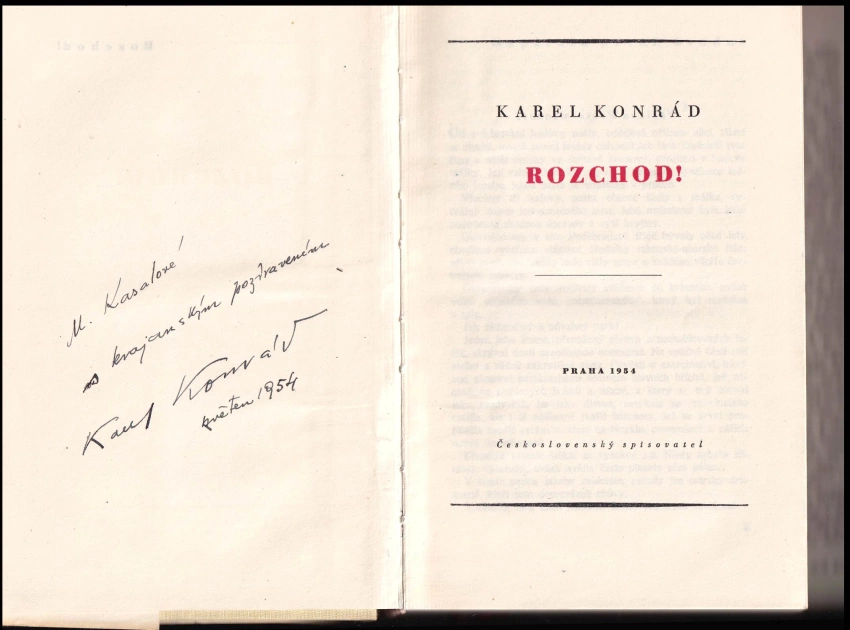 M. Kasalové
s krajanským pozdravením
Karel Konrád
květen 1954
KAREL KONRÁD
ROZCHOD!
PRAHA 1954
Československý spisovatel